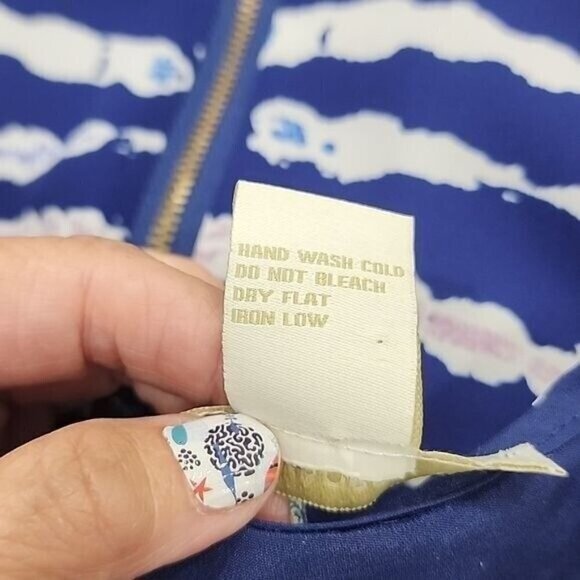 HAND WASH COLD
DO NOT BLEACH
DRY FLAT
IRON LOW